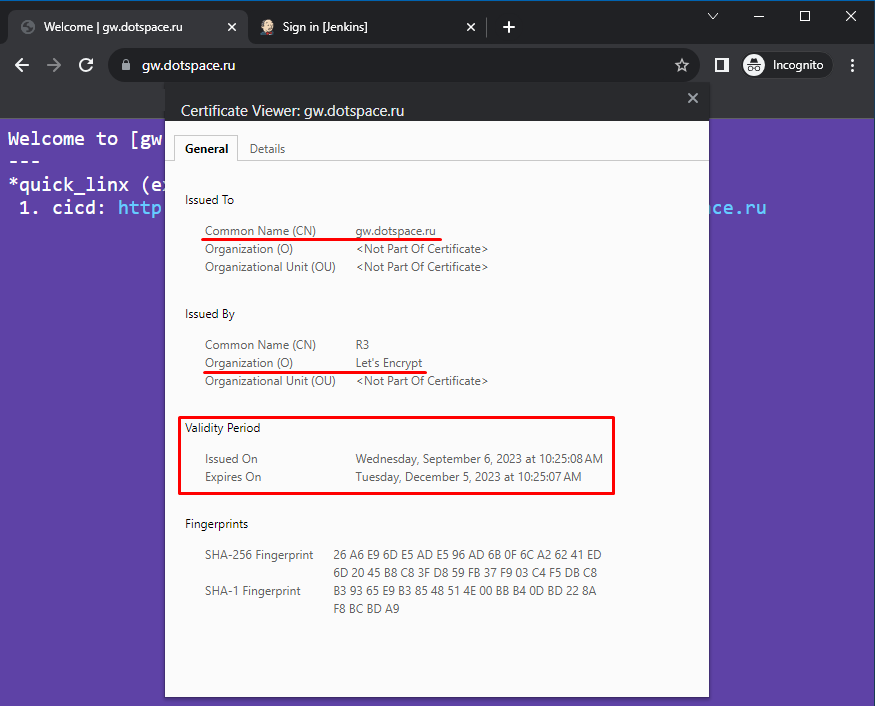 Welcome | gw.dotspace.ru
Sign in [Jenkins]
gw.dotspace.ru
Incognito
Certificate Viewer: gw.dotspace.ru
Welcome to [gw
---
*quick_linx (ex
1. cicd: http
ce.ru
General
Details
Issued To
Common Name (CN) gw.dotspace.ru
Organization (O) <Not Part Of Certificate>
Organizational Unit (OU) <Not Part Of Certificate>
Issued By
Common Name (CN) R3
Organization (O) Let's Encrypt
Organizational Unit (OU) <Not Part Of Certificate>
Validity Period
Issued On Wednesday, September 6, 2023 at 10:25:08 AM
Expires On Tuesday, December 5, 2023 at 10:25:07 AM
Fingerprints
SHA-256 Fingerprint 26 A6 E9 6D E5 AD E5 96 AD 6B 0F 6C A2 62 41 ED
6D 20 45 B8 C8 3F D8 59 FB 37 F9 03 C4 F5 DB C8
SHA-1 Fingerprint B3 93 65 E9 B3 85 48 51 4E 00 BB B4 0D BD 22 8A
F8 BC BD A9